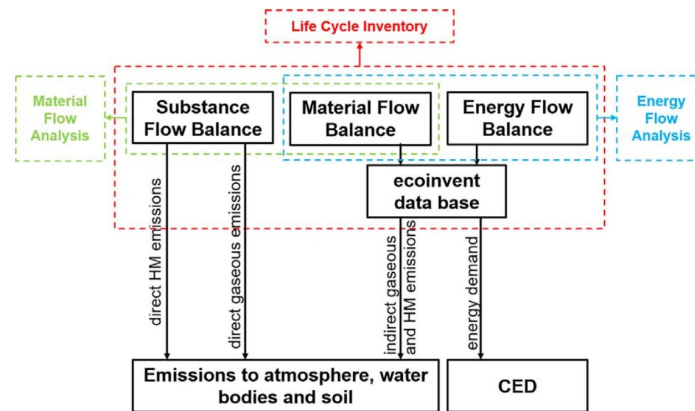 Life Cycle Inventory
Material
Flow
Analysis
Substance
Flow Balance
Material Flow
Balance
Energy Flow
Balance
Energy
Flow
Analysis
ecoinvent
data base
direct HM emissions
direct gaseous emissions
indirect gaseous
and HM emissions
energy demand
Emissions to atmosphere, water
bodies and soil
CED